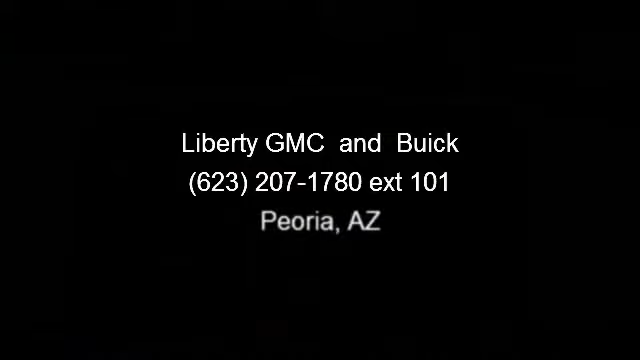 Liberty GMC  and  Buick
(623) 207-1780 ext 101
Peoria, AZ